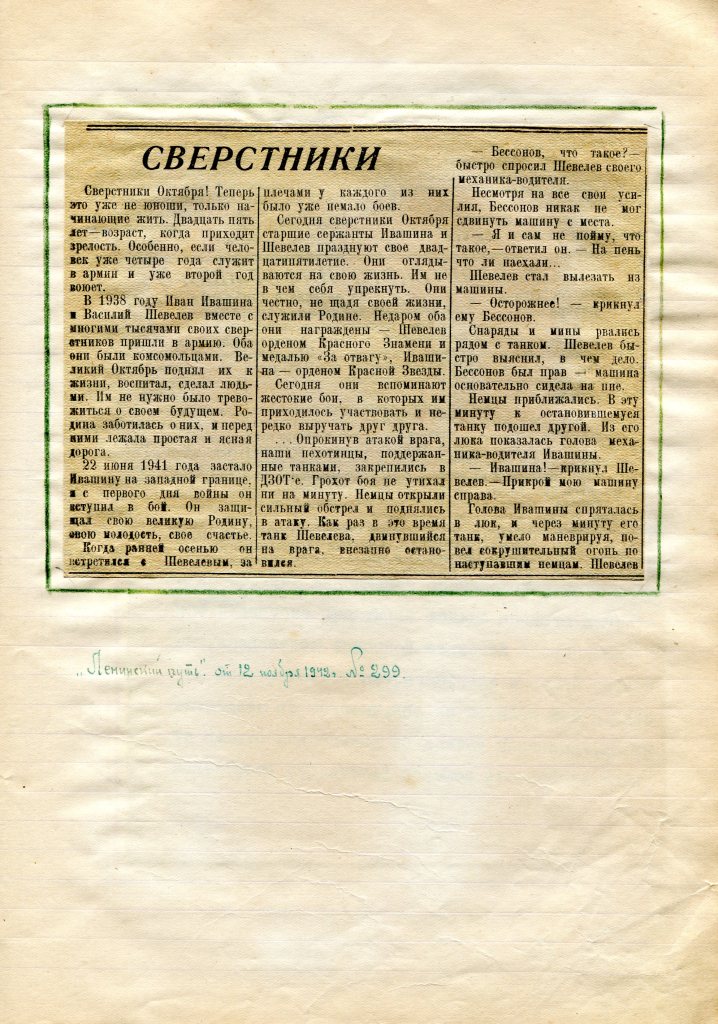 СВЕРСТНИКИ
Сверстники Октября! Теперь
это уже не юноши, только на-
чинающие жить. Двадцать пять
лет—возраст, когда приходит
зрелость. Особенно, если чело-
век уже четыре года служит
в армии и уже второй год
воюет.
В 1938 году Иван Ивашина
и Василий Шевелев вместе с
многими тысячами своих свер-
стников пришли в армию. Оба
они были комсомольцами. Ве-
ликий Октябрь поднял их к
жизни, воспитал, сделал людь-
ми. Им не нужно было трево-
житься о своем будущем. Ро-
дина заботилась о них, и перед
ними лежала простая и ясная
дорога.
22 июня 1941 года застало
Ивашину на западной границе,
и с первого дня войны он
вступил в бой. Он защи-
щал свою великую Родину,
свою молодость, свое счастье.
Когда ранней осенью он
встретился с Шевелевым, за
плечами у каждого из них
было уже немало боев.
Сегодня сверстники Октября
старшие сержанты Ивашина и
Шевелев празднуют свое двад-
цатипятилетие. Они огляды-
ваются на свою жизнь. Им не
в чем себя упрекнуть. Они
честно, не щадя своей жизни,
служили Родине. Недаром оба
они награждены — Шевелев
орденом Красного Знамени и
медалью «За отвагу», Иваши-
на — орденом Красной Звезды.
Сегодня они вспоминают
жестокие бои, в которых им
приходилось участвовать и не-
редко выручать друг друга.
...Опрокинув атакой врага,
наши пехотинцы, поддержан-
ные танками, закрепились в
ДЗОТ'е. Грохот боя не утихал
ни на минуту. Немцы открыли
сильный обстрел и поднялись
в атаку. Как раз в это время
танк Шевелева, двинувшийся
на врага, внезапно остано-
вился.
— Бессонов, что такое?—
быстро спросил Шевелев своего
механика-водителя.
Несмотря на все свои уси-
лия, Бессонов никак не мог
сдвинуть машину с места.
— Я и сам не пойму, что
такое,—ответил он. — На пень
что ли наехали...
Шевелев стал вылезать из
машины.
— Осторожнее! — крикнул
ему Бессонов.
Снаряды и мины рвались
рядом с танком. Шевелев бы-
стро выяснил, в чем дело.
Бессонов был прав — машина
основательно сидела на пне.
Немцы приближались. В эту
минуту к остановившемуся
танку подошел другой. Из его
люка показалась голова меха-
ника-водителя Ивашины.
— Ивашина!—крикнул Ше-
велев.—Прикрой мою машину
справа.
Голова Ивашины спряталась
в люк, и через минуту его
танк, умело маневрируя, по-
вел сокрушительный огонь по
наступавшим немцам. Шевелев
„Ленинский путь". от 12 ноября 1942г. № 299.